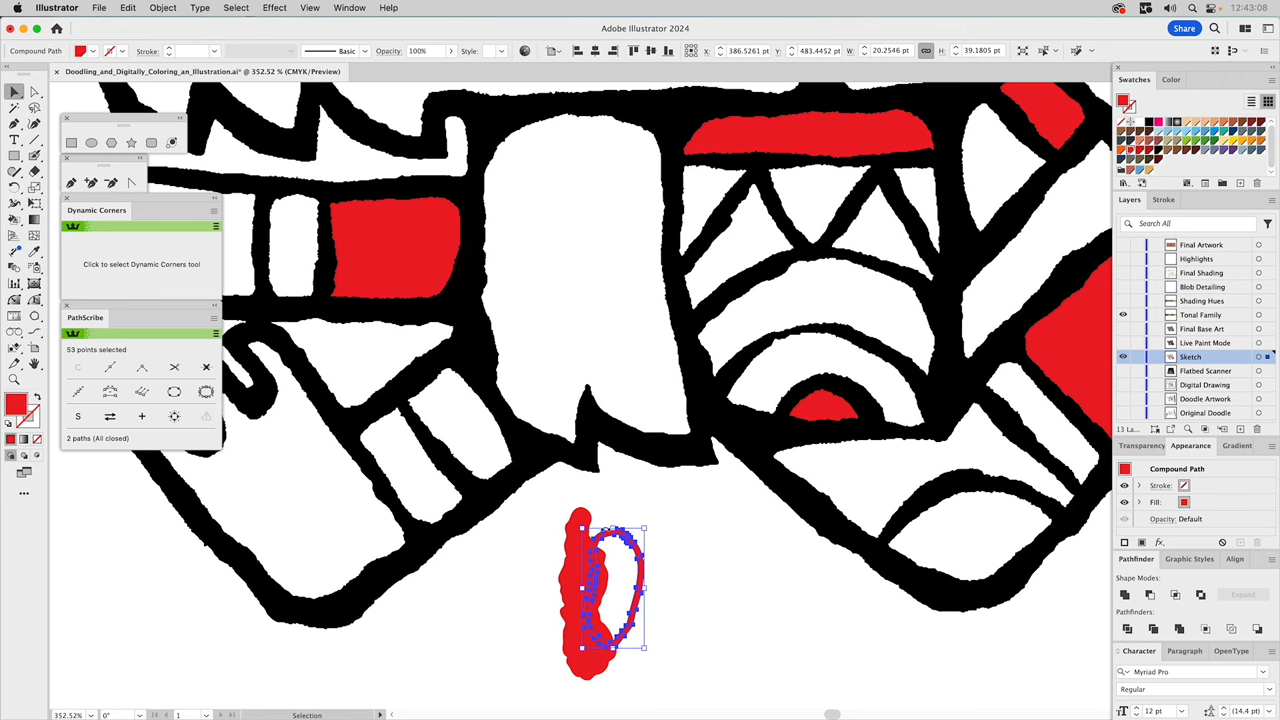 Illustrator File Edit Object Type Select Effect View Window Help 12:43:08
Adobe Illustrator 2024 Share
Compound Path Stroke: Basic Opacity: 100% Style: X: 386.5261 pt Y: 483.4452 pt W: 20.2546 pt H: 39.1805 pt
Doodling_and_Digitally_Coloring_an_Illustration.ai* @ 352.52 % (CMYK/Preview)
Swatches Color
Layers Stroke
Search All
Dynamic Corners
Click to select Dynamic Corners tool
PathScribe
53 points selected
2 paths (All closed)
Final Artwork
Highlights
Final Shading
Blob Detailing
Shading Hues
Tonal Family
Final Base Art
Live Paint Mode
Sketch
Flatbed Scanner
Digital Drawing
Doodle Artwork
Original Doodle
13 La...
Transparency Appearance Gradient
Compound Path
Stroke:
Fill:
Opacity: Default
fx
Pathfinder Graphic Styles Align
Shape Modes:
Expand
Pathfinders:
Character Paragraph OpenType
Myriad Pro
Regular
12 pt (14.4 pt)
352.52% 0° 1 Selection